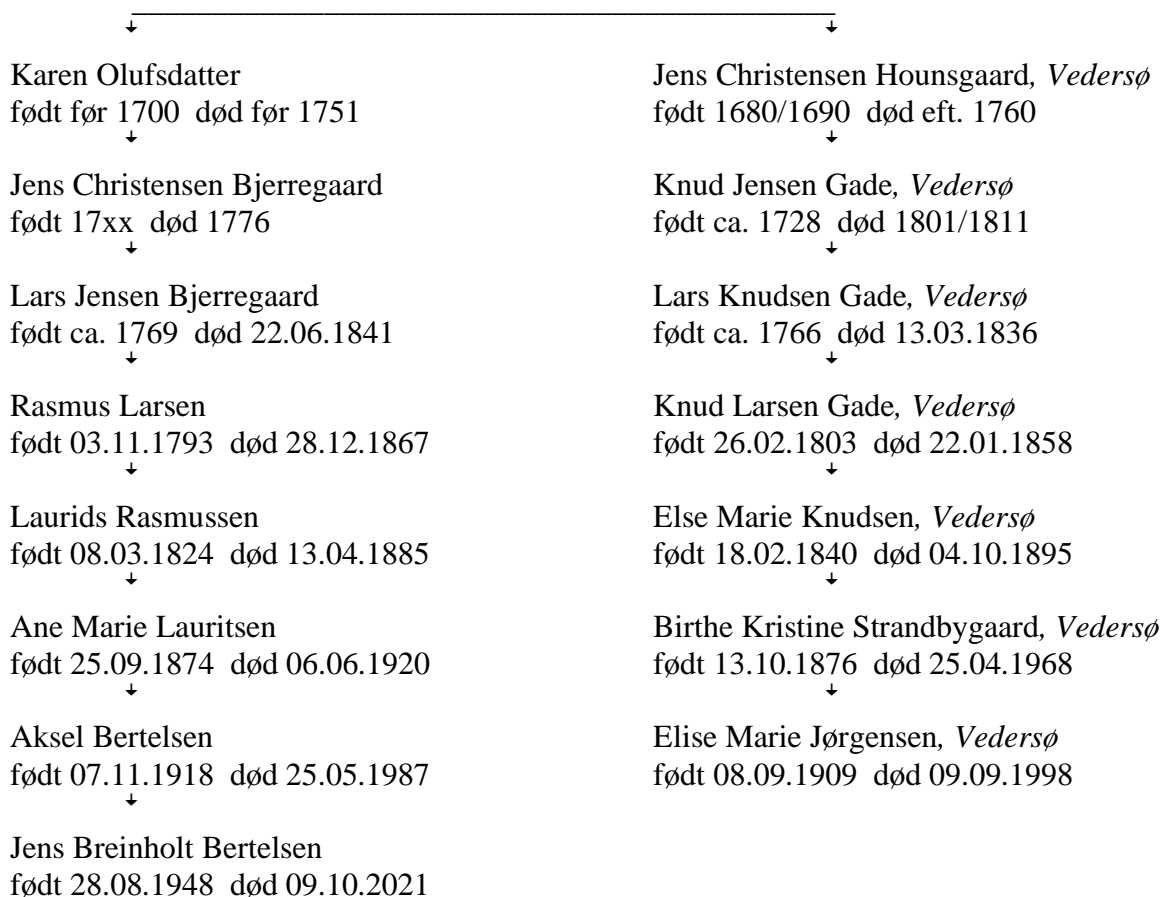 Karen Olufsdatter
født før 1700 død før 1751
Jens Christensen Bjerregaard
født 17xx død 1776
Lars Jensen Bjerregaard
født ca. 1769 død 22.06.1841
Rasmus Larsen
født 03.11.1793 død 28.12.1867
Laurids Rasmussen
født 08.03.1824 død 13.04.1885
Ane Marie Lauritsen
født 25.09.1874 død 06.06.1920
Aksel Bertelsen
født 07.11.1918 død 25.05.1987
Jens Breinholt Bertelsen
født 28.08.1948 død 09.10.2021
Jens Christensen Hounsgaard, Vedersø
født 1680/1690 død eft. 1760
Knud Jensen Gade, Vedersø
født ca. 1728 død 1801/1811
Lars Knudsen Gade, Vedersø
født ca. 1766 død 13.03.1836
Knud Larsen Gade, Vedersø
født 26.02.1803 død 22.01.1858
Else Marie Knudsen, Vedersø
født 18.02.1840 død 04.10.1895
Birthe Kristine Strandbygaard, Vedersø
født 13.10.1876 død 25.04.1968
Elise Marie Jørgensen, Vedersø
født 08.09.1909 død 09.09.1998